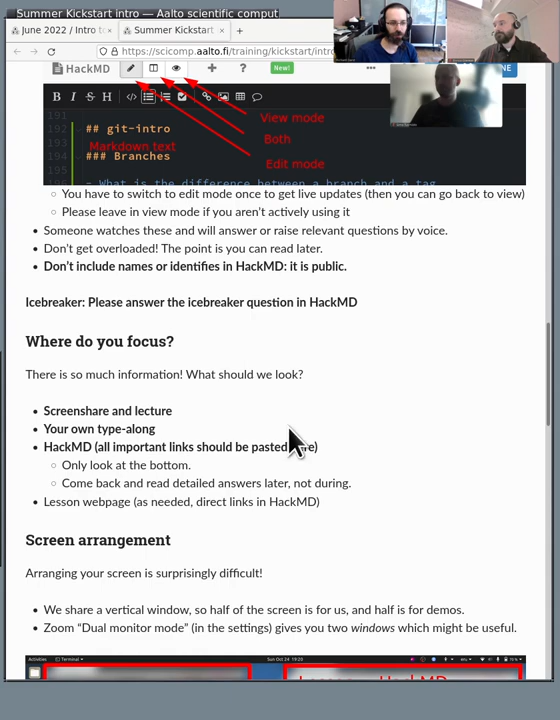 Summer Kickstart intro — Aalto scientific comput
June 2022 / Intro to
Summer Kickstart
https://scicomp.aalto.fi/training/kickstart/intro
HackMD
New!
NE
B I S H
191
192 ## git-intro
193 Markdown text
194 ### Branches
195
- What is the difference between a branch and a tag
View mode
Both
Edit mode
You have to switch to edit mode once to get live updates (then you can go back to view)
Please leave in view mode if you aren't actively using it
Someone watches these and will answer or raise relevant questions by voice.
Don't get overloaded! The point is you can read later.
Don't include names or identifies in HackMD: it is public.
Icebreaker: Please answer the icebreaker question in HackMD
Where do you focus?
There is so much information! What should we look?
Screenshare and lecture
Your own type-along
HackMD (all important links should be pasted re)
Only look at the bottom.
Come back and read detailed answers later, not during.
Lesson webpage (as needed, direct links in HackMD)
Screen arrangement
Arranging your screen is surprisingly difficult!
We share a vertical window, so half of the screen is for us, and half is for demos.
Zoom “Dual monitor mode” (in the settings) gives you two windows which might be useful.
Activities Terminal Sun Oct 24 19:20